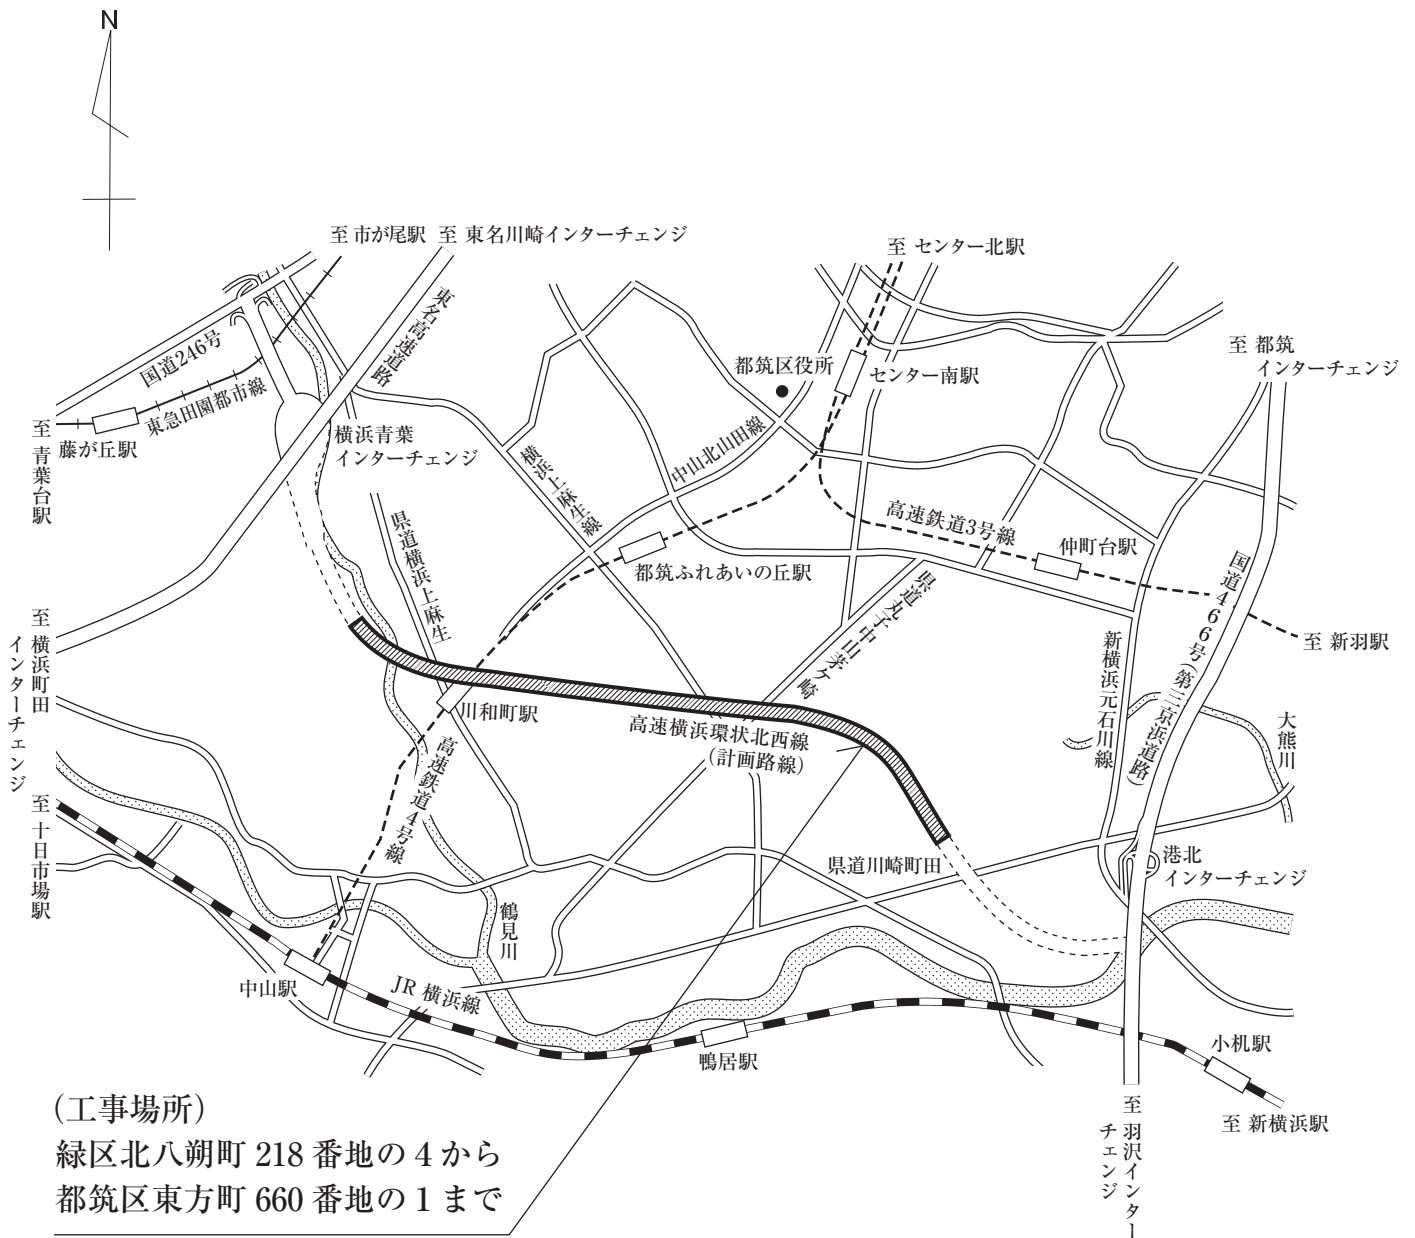 N
至 市が尾駅
至 東名川崎インターチェンジ
至 センター北駅
東名高速道路
国道246号
東急田園都市線
都筑区役所
センター南駅
至 都筑
インターチェンジ
至 青葉台駅
藤が丘駅
横浜青葉
インターチェンジ
横浜上麻生線
中山北山田線
高速鉄道3号線
仲町台駅
県道横浜上麻生
都筑ふれあいの丘駅
県道丸子中山茅ケ崎
国道466号(第三京浜道路)
至 新羽駅
至 横浜町田
インターチェンジ
新横浜元石川線
大熊川
川和町駅
高速横浜環状北西線
(計画路線)
高速鉄道4号線
至 十日市場駅
県道川崎町田
港北
インターチェンジ
鶴見川
中山駅
JR 横浜線
鴨居駅
小机駅
至 新横浜駅
至 羽沢インター
チェンジ
(工事場所)
緑区北八朔町 218 番地の 4 から
都筑区東方町 660 番地の 1 まで